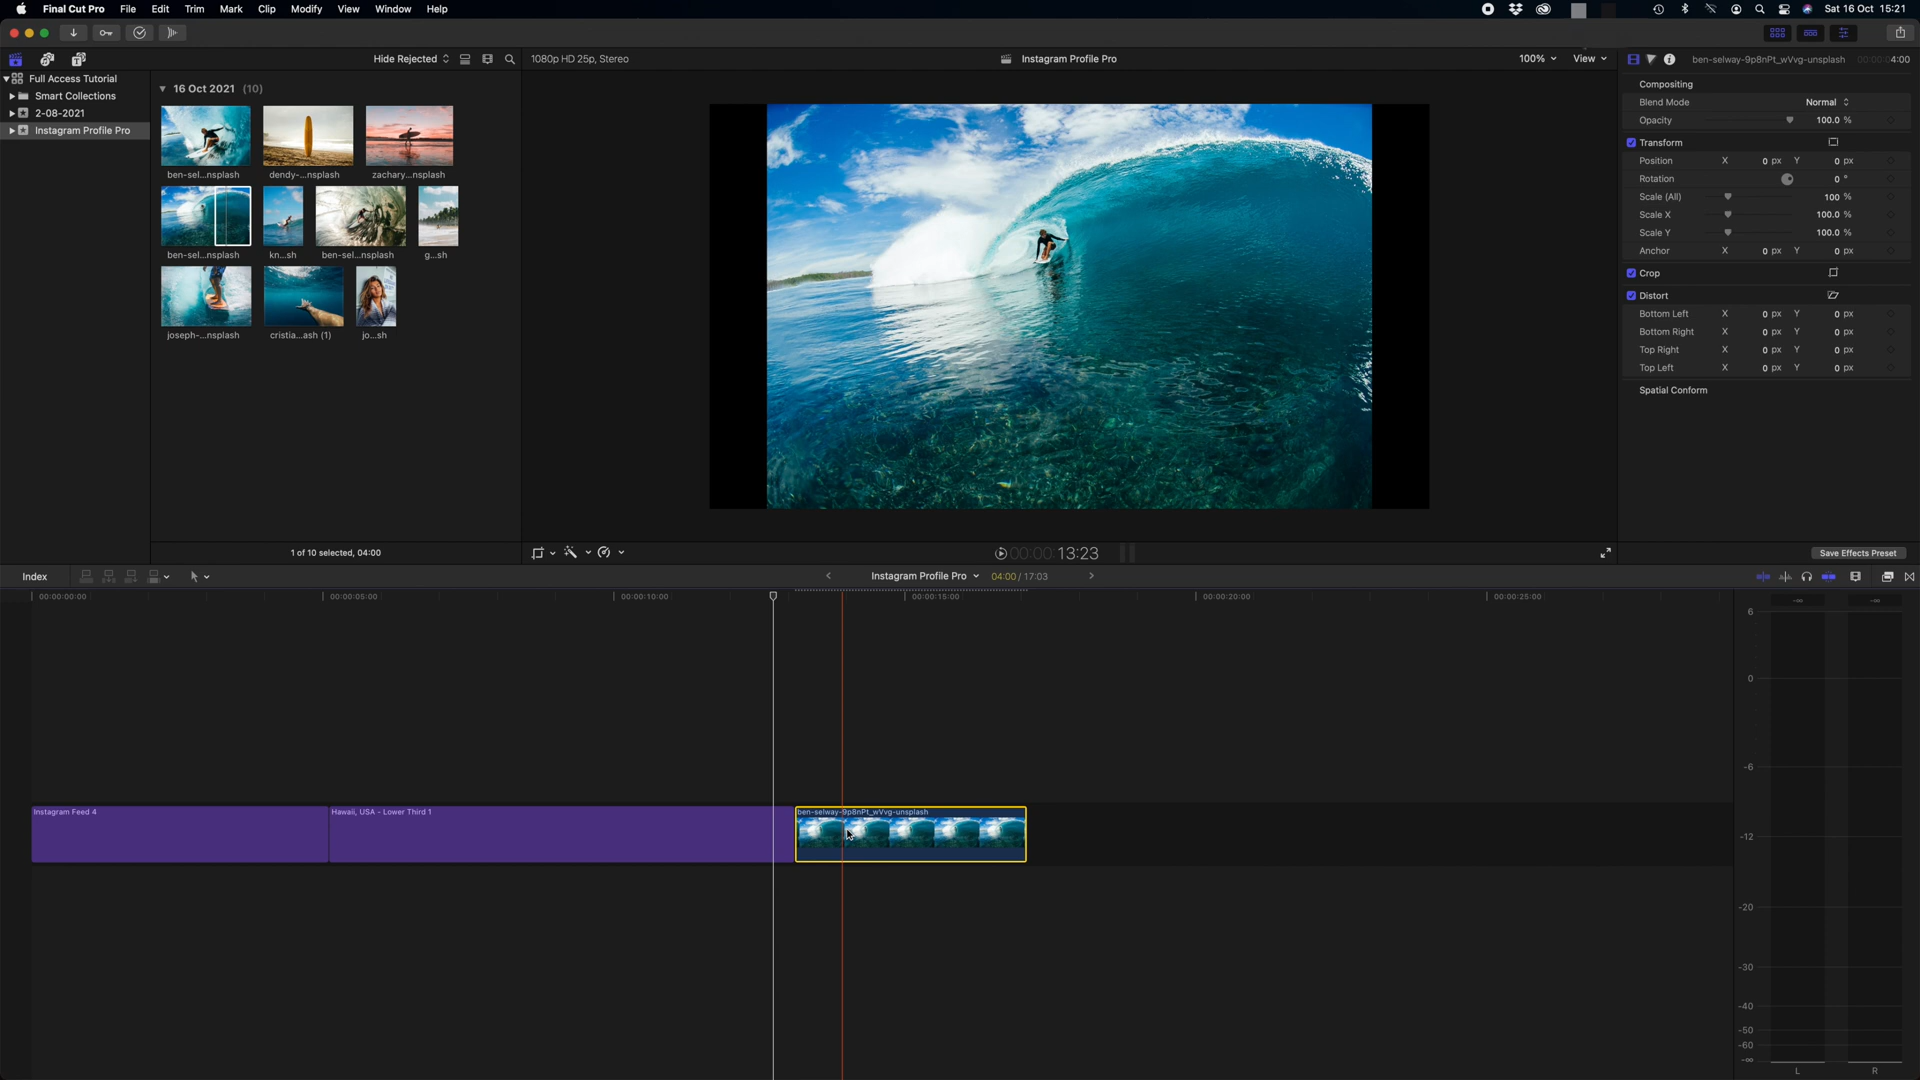 Final Cut Pro File Edit Trim Mark Clip Modify View Window Help Sat 16 Oct 15:21
Hide Rejected 1080p HD 25p, Stereo Instagram Profile Pro 100% View ben-selway-9p8nPt_wVvg-unsplash 00:00:04:00
Full Access Tutorial
Smart Collections
2-08-2021
Instagram Profile Pro
16 Oct 2021 (10)
ben-sel...nsplash dendy-...nsplash zachary...nsplash
ben-sel...nsplash kn...sh ben-sel...nsplash g...sh
joseph-...nsplash cristia...ash (1) jo...sh
1 of 10 selected, 04:00
Compositing
Blend Mode Normal
Opacity 100.0 %
Transform
Position X 0 px Y 0 px
Rotation 0 °
Scale (All) 100 %
Scale X 100.0 %
Scale Y 100.0 %
Anchor X 0 px Y 0 px
Crop
Distort
Bottom Left X 0 px Y 0 px
Bottom Right X 0 px Y 0 px
Top Right X 0 px Y 0 px
Top Left X 0 px Y 0 px
Spatial Conform
00:00:13:23
Save Effects Preset
Index Instagram Profile Pro 04:00 / 17:03
00:00:00:00 00:00:05:00 00:00:10:00 00:00:15:00 00:00:20:00 00:00:25:00
Instagram Feed 4 Hawaii, USA - Lower Third 1 ben-selway-9p8nPt_wVvg-unsplash
-∞ -∞
6
0
-6
-12
-20
-30
-40
-50
-60
-∞
L R